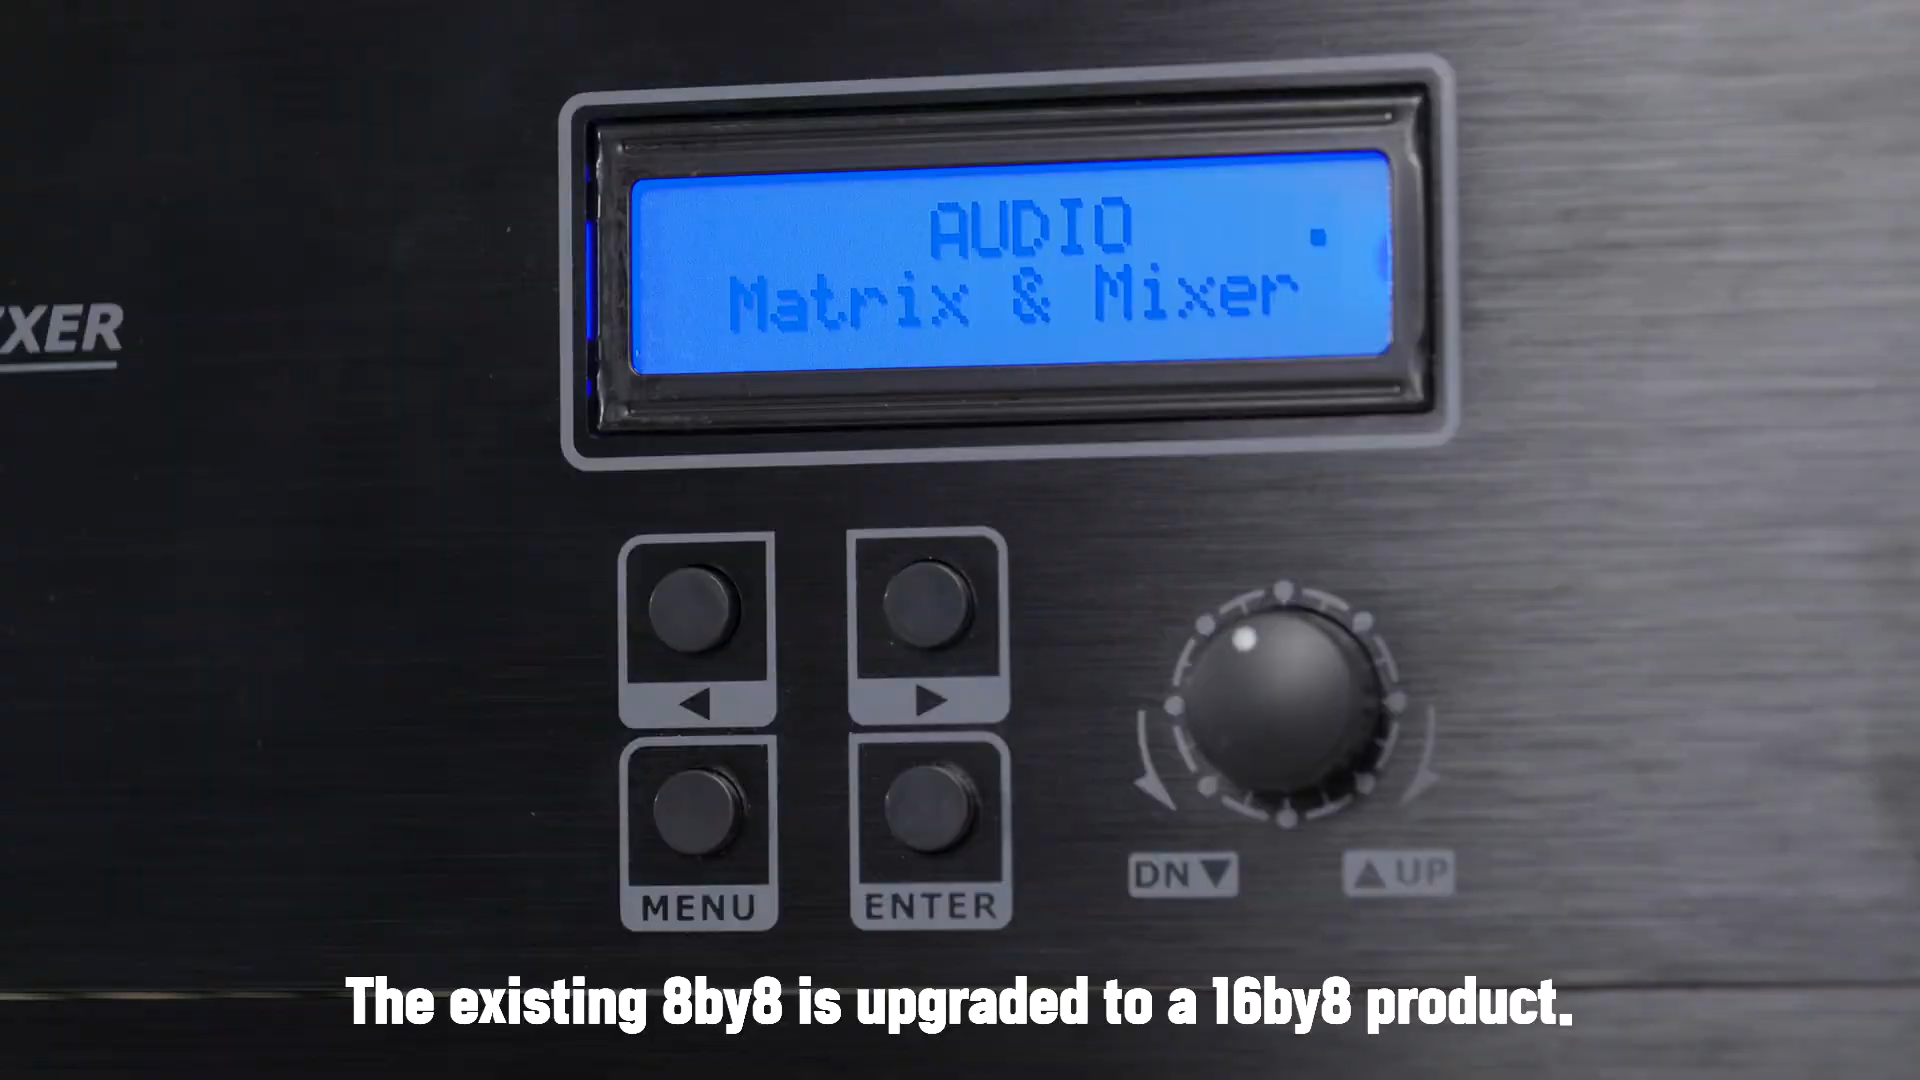 AUDIO
Matrix & Mixer
XER
MENU
ENTER
DN▼
▲UP
The existing 8by8 is upgraded to a 16by8 product.